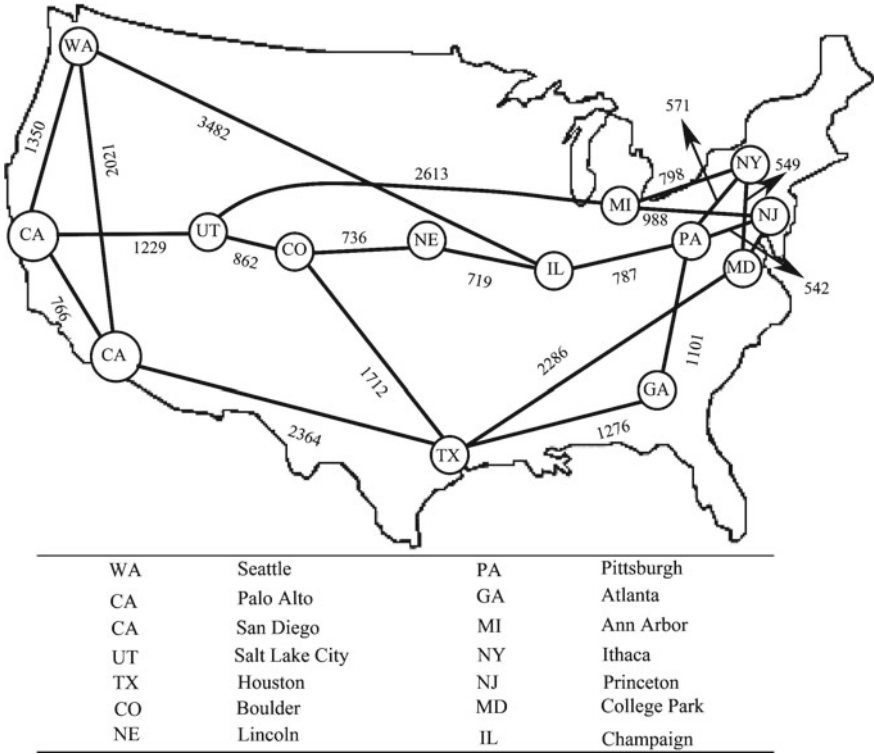 WA
1350
2021
3482
571
2613
798
NY
549
MI
988
NJ
CA
UT
CO
NE
PA
1229
862
736
719
IL
787
MD
542
766
CA
1712
2286
1101
GA
2364
TX
1276
WA Seattle PA Pittsburgh
CA Palo Alto GA Atlanta
CA San Diego MI Ann Arbor
UT Salt Lake City NY Ithaca
TX Houston NJ Princeton
CO Boulder MD College Park
NE Lincoln IL Champaign